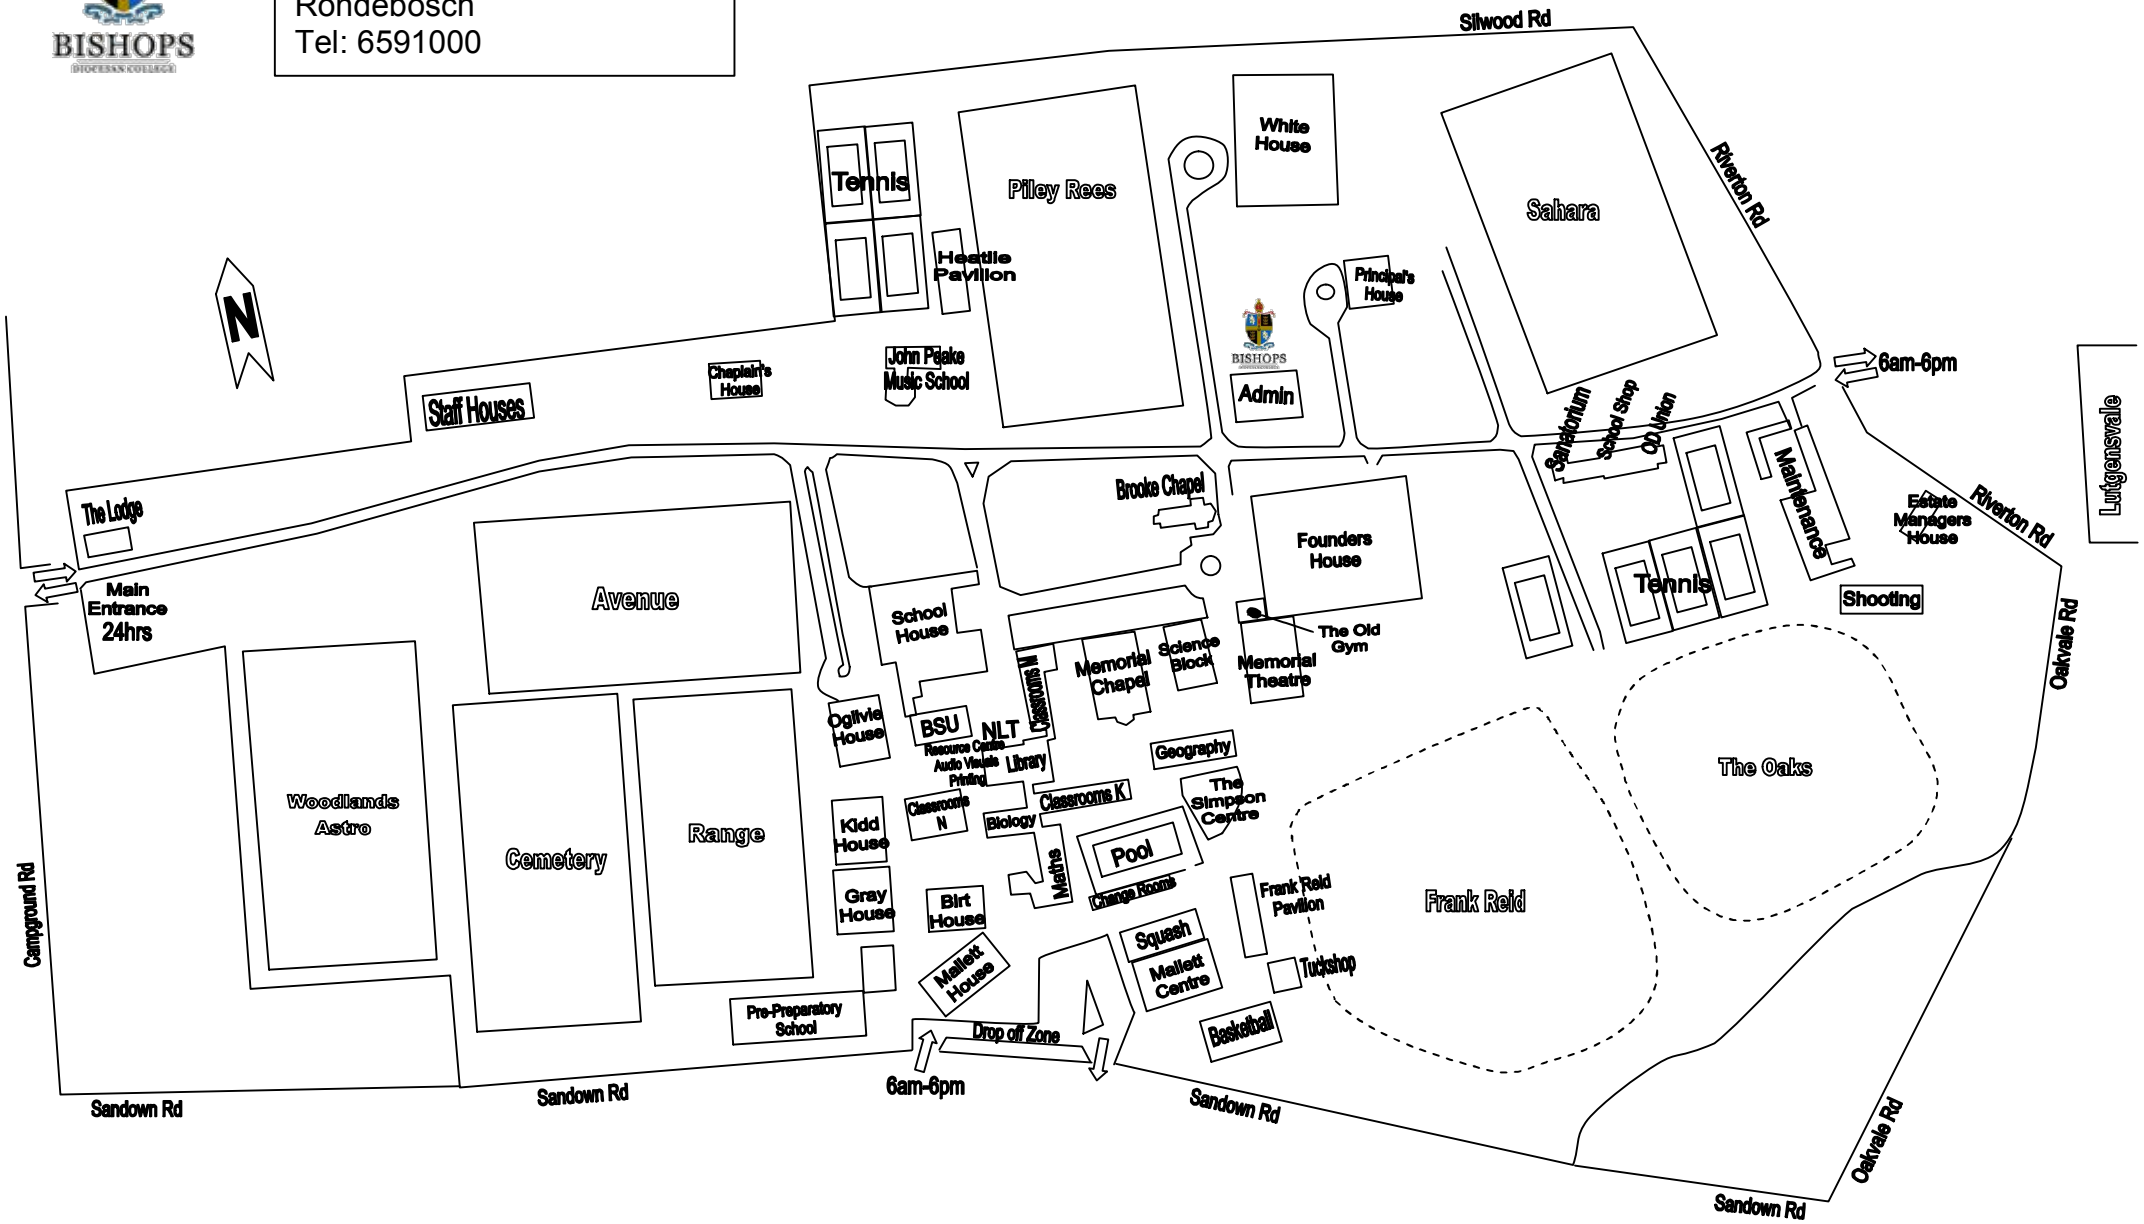 Rondebosch
BISHOPS
Tel: 6591000
DIOCESAN COLLEGE
Silwood Rd
White
House
Tennis
Piley Rees
Riverton Rd
Sahara
N
Heatlie
Pavilion
Principal's
House
BISHOPS
John Peake
Music School
6am-6pm
Chaplain's
House
Admin
Staff Houses
Sanatorium
School Shop
OD Union
Lutgensvale
Brooke Chapel
The Lodge
Maintenance
Estate
Managers
House
Riverton Rd
Founders
House
Main
Entrance
24hrs
Avenue
Tennis
Shooting
School
House
The Old
Gym
Science
Block
Memorial
Chapel
Memorial
Theatre
Classrooms N
Oakvale Rd
Ogilvie
House
BSU
NLT
Resource Centre
Audio Visuals
Printing
Library
Geography
The Oaks
Woodlands
Astro
Range
Cemetery
Kidd
House
Classrooms
N
Biology
Classrooms K
The
Simpson
Centre
Pool
Maths
Change Rooms
Gray
House
Birt
House
Frank Reid
Pavilion
Frank Reid
Campground Rd
Squash
Mallett
Centre
Mallett
House
Tuckshop
Pre-Preparatory
School
Drop off Zone
Basketball
6am-6pm
Sandown Rd
Sandown Rd
Sandown Rd
Oakvale Rd
Sandown Rd